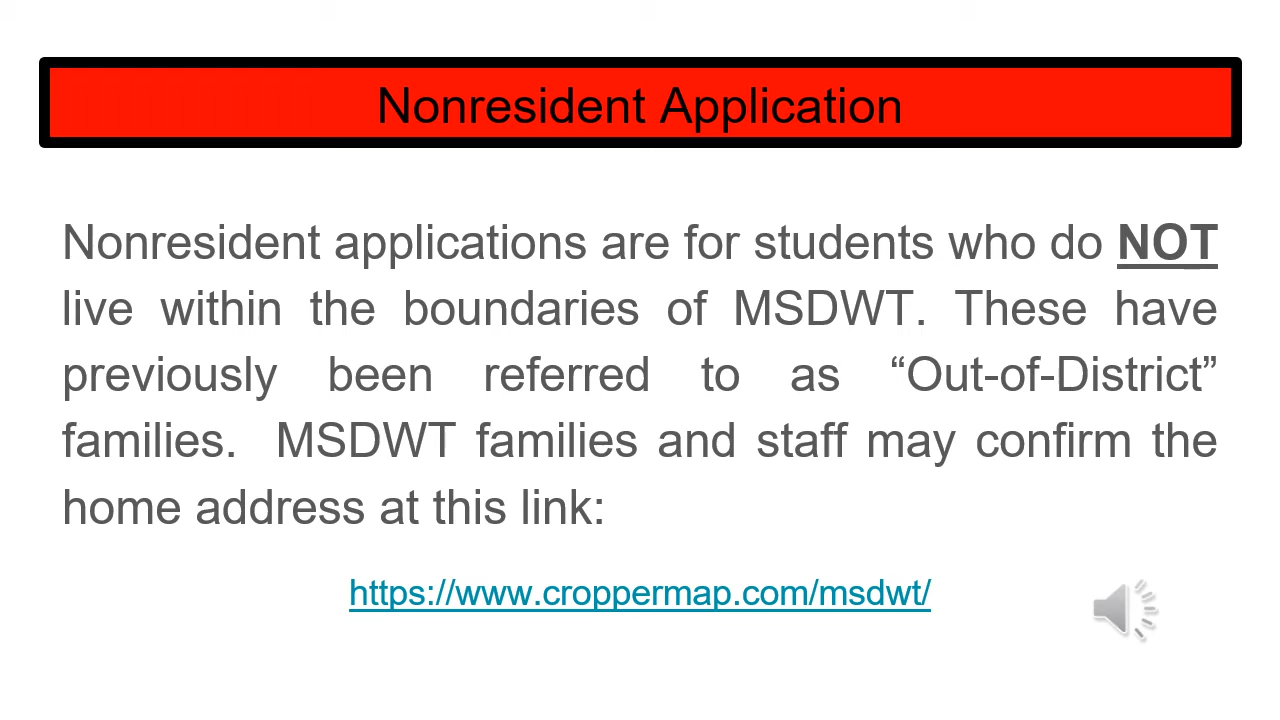 Nonresident Application
Nonresident applications are for students who do NOT
live within the boundaries of MSDWT. These have
previously been referred to as “Out-of-District”
families.  MSDWT families and staff may confirm the
home address at this link:
https://www.croppermap.com/msdwt/